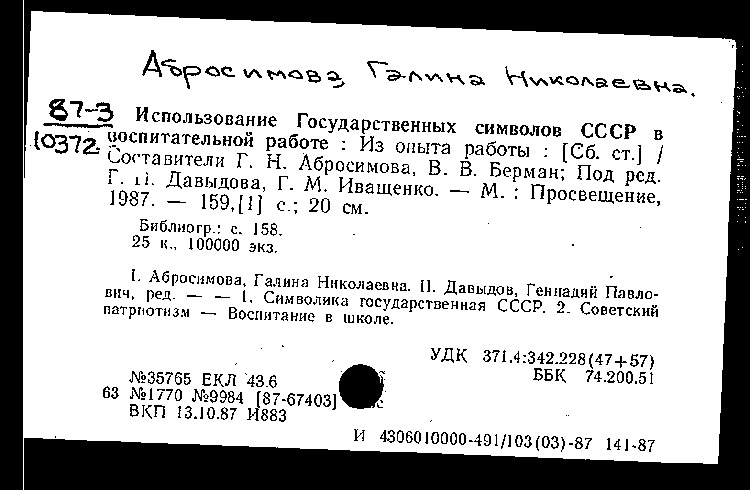 Абросимова Галина Николаевна.
87-3
10372
Использование Государственных символов СССР в
воспитательной работе : Из опыта работы : [Сб. ст.] /
Составители Г. Н. Абросимова, В. В. Берман; Под ред.
Г. П. Давыдова, Г. М. Иващенко. — М. : Просвещение,
1987. — 159,[1] с.; 20 см.
Библиогр.: с. 158.
25 к., 100000 экз.
I. Абросимова, Галина Николаевна. II. Давыдов, Геннадий Павло-
вич, ред. — — 1. Символика государственная СССР. 2. Советский
патриотизм — Воспитание в школе.
УДК 371.4:342.228(47+57)
ББК 74.200.51
№35765 ЕКЛ 43.6
63 №1770 №9984 [87-67403]
ВКП 13.10.87 И883
И 4306010000-491/103(03)-87 141-87